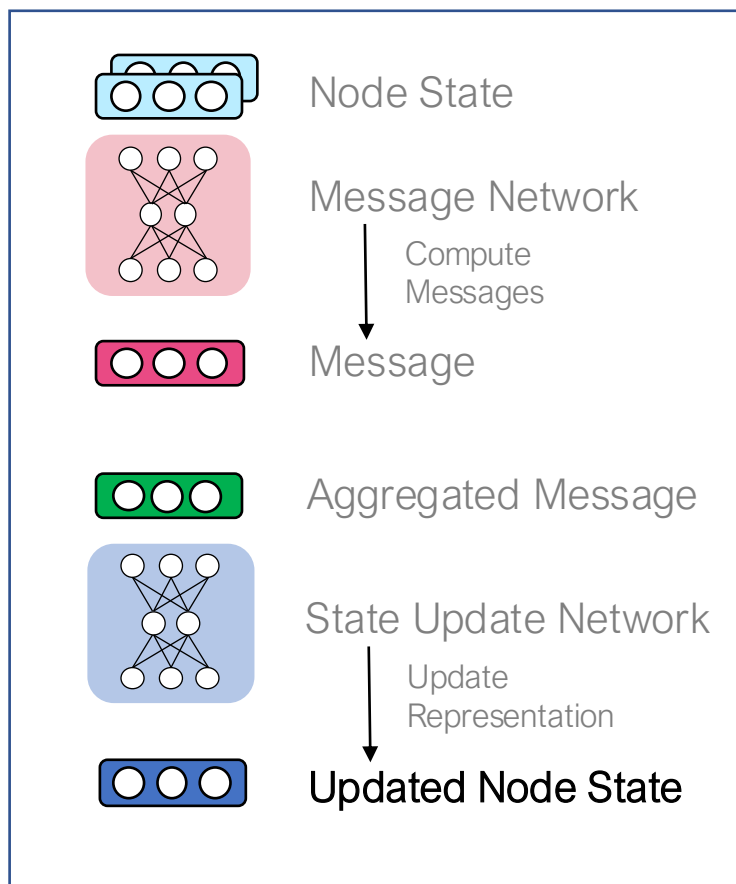 Node State
Message Network
Compute
Messages
Message
Aggregated Message
State Update Network
Update
Representation
Updated Node State